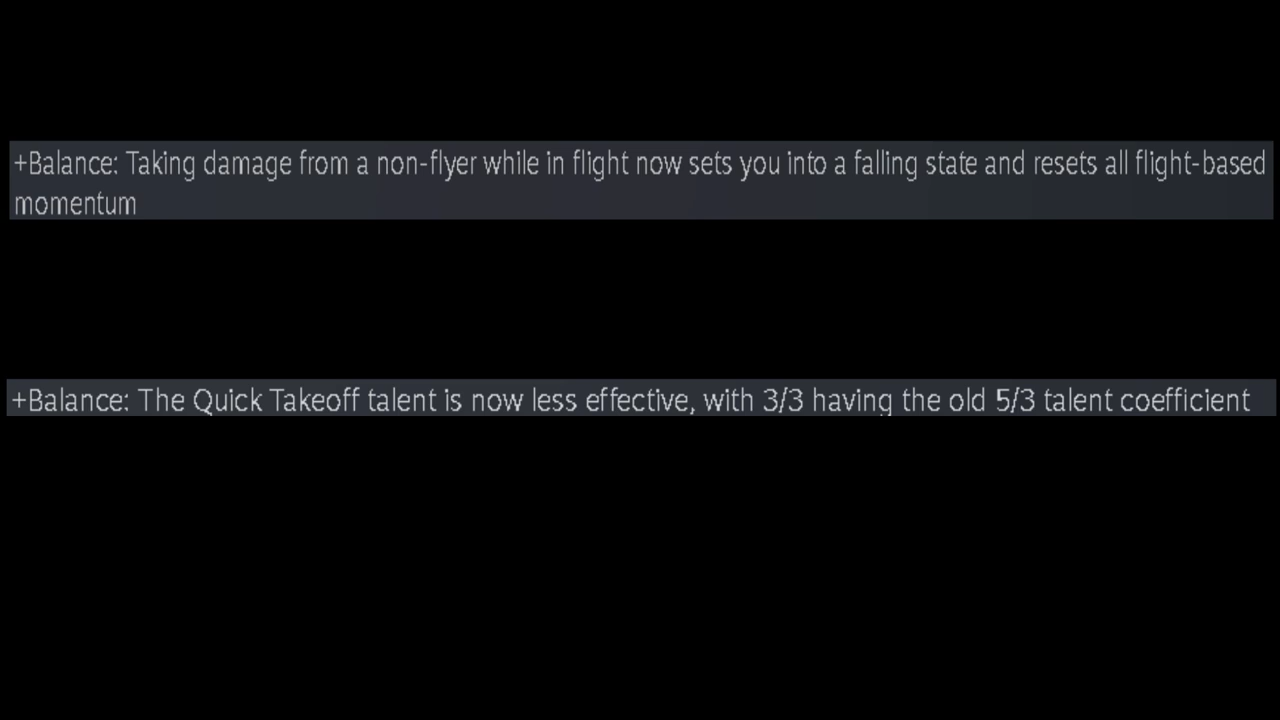 +Balance: Taking damage from a non-flyer while in flight now sets you into a falling state and resets all flight-based
momentum
+Balance: The Quick Takeoff talent is now less effective, with 3/3 having the old 5/3 talent coefficient